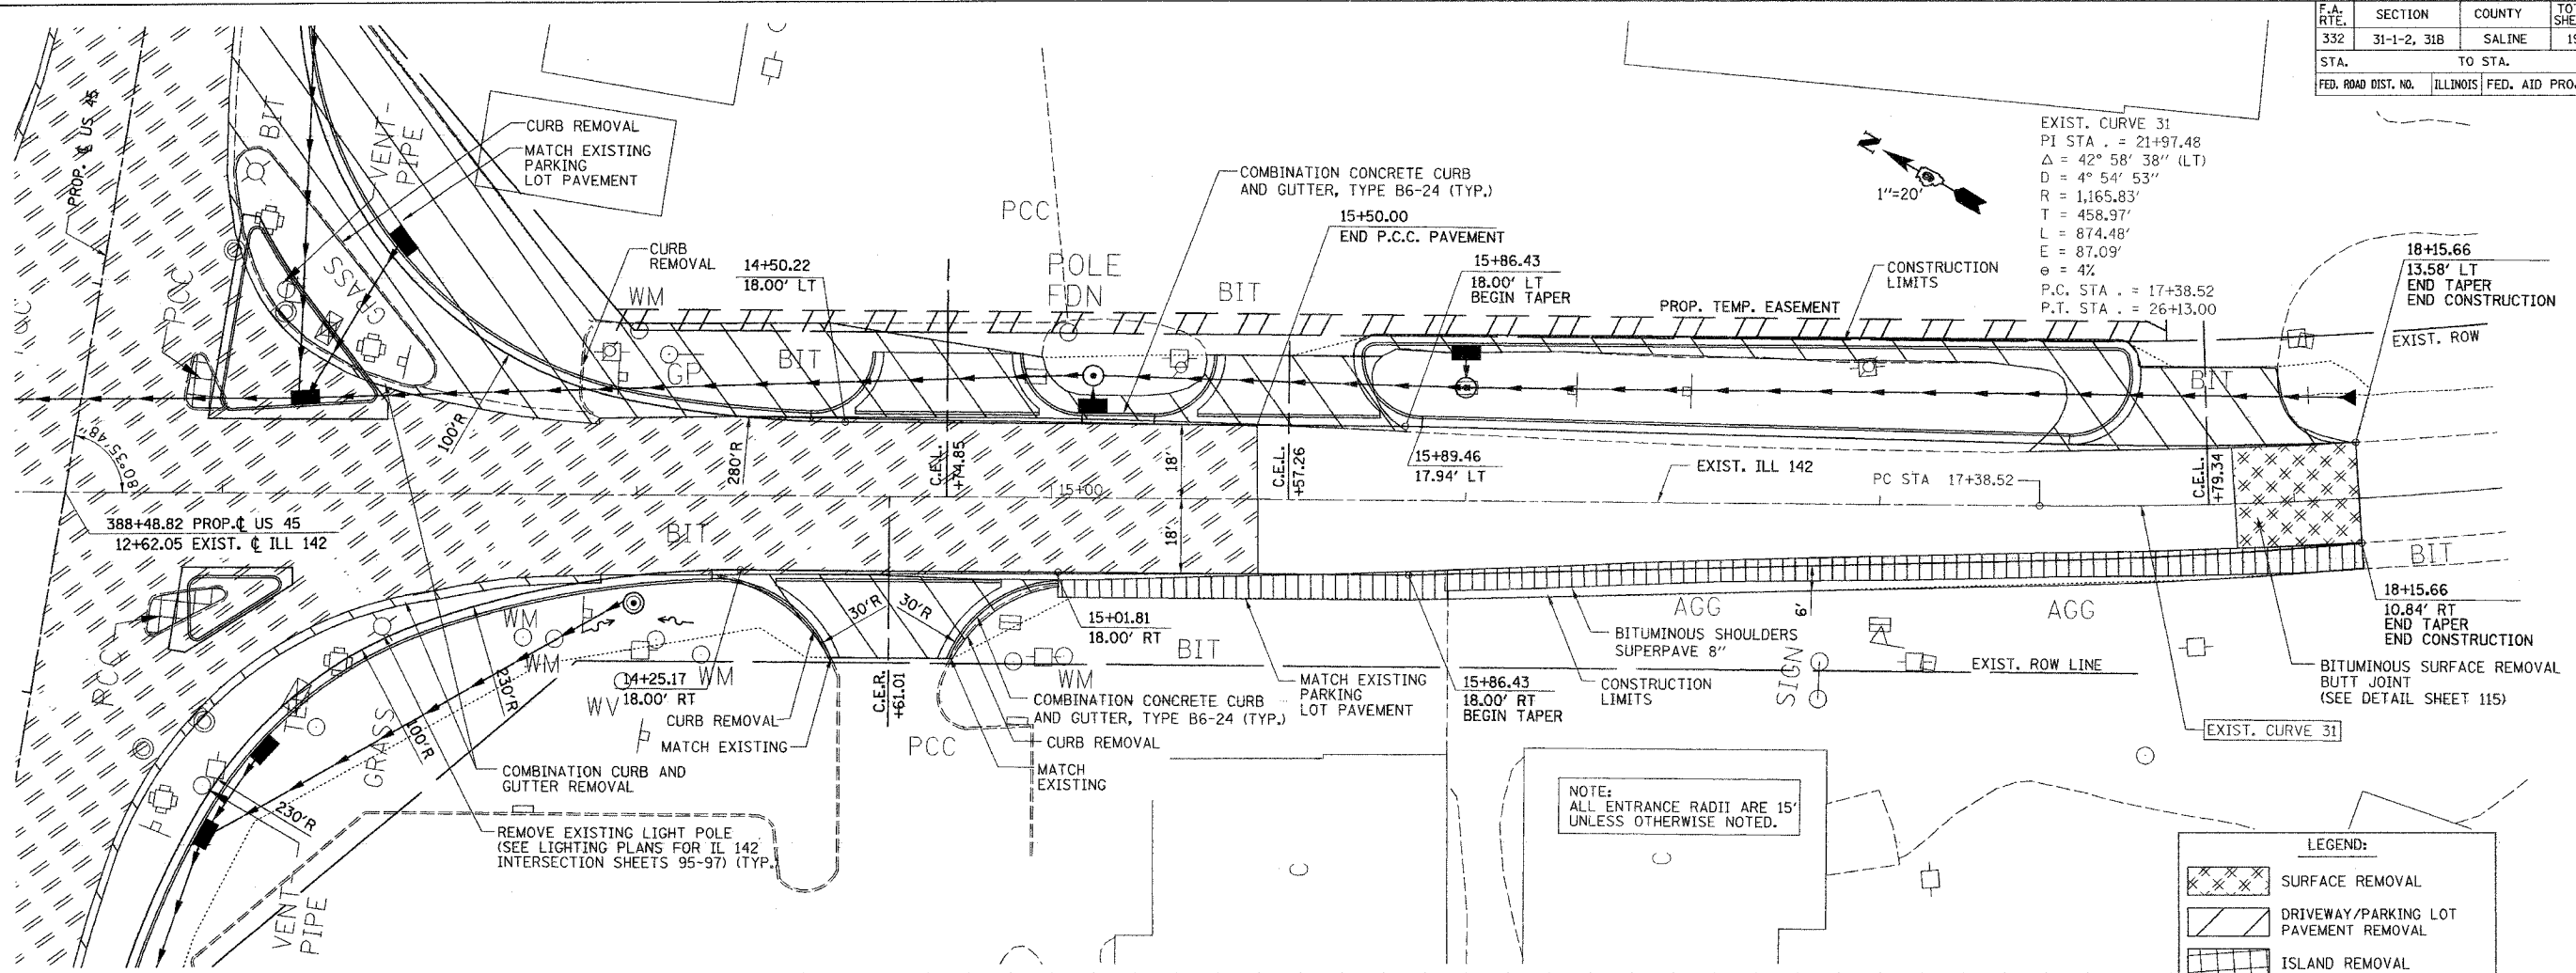 F.A.
RTE.
SECTION
COUNTY
332
31-1-2, 31B
SALINE
STA.
TO STA.
FED. ROAD DIST. NO.
ILLINOIS
FED. AID
EXIST. CURVE 31
PI STA . = 21+97.48
Δ = 42° 58' 38" (LT)
D = 4° 54' 53"
R = 1,165.83'
T = 458.97'
L = 874.48'
E = 87.09'
e = 4%
P.C. STA . = 17+38.52
P.T. STA . = 26+13.00
N
1"=20'
PROP. ℄ US 45
BIT
VENT
PIPE
CURB REMOVAL
MATCH EXISTING
PARKING
LOT PAVEMENT
COMBINATION CONCRETE CURB
AND GUTTER, TYPE B6-24 (TYP.)
PCC
15+50.00
END P.C.C. PAVEMENT
CURB
REMOVAL
14+50.22
18.00' LT
WM
POLE
FDN
BIT
15+86.43
18.00' LT
BEGIN TAPER
CONSTRUCTION
LIMITS
PROP. TEMP. EASEMENT
18+15.66
13.58' LT
END TAPER
END CONSTRUCTION
EXIST. ROW
PCC
GRASS
GP
BIT
BIT
100'R
280'R
C.E.L.
+74.85
18'
C.E.L.
+57.26
15+89.46
17.94' LT
EXIST. ILL 142
PC STA 17+38.52
C.E.L.
+79.34
80°35'48"
15+00
388+48.82 PROP.℄ US 45
12+62.05 EXIST. ℄ ILL 142
BIT
18'
BIT
30'R
30'R
15+01.81
18.00' RT
BIT
AGG
6'
AGG
18+15.66
10.84' RT
END TAPER
END CONSTRUCTION
BITUMINOUS SHOULDERS
SUPERPAVE 8"
WM
WM
WM
WM
WV
14+25.17
18.00' RT
C.E.R.
+61.01
CURB REMOVAL
MATCH EXISTING
COMBINATION CONCRETE CURB
AND GUTTER, TYPE B6-24 (TYP.)
CURB REMOVAL
MATCH
EXISTING
PCC
MATCH EXISTING
PARKING
LOT PAVEMENT
15+86.43
18.00' RT
BEGIN TAPER
CONSTRUCTION
LIMITS
SIGN
EXIST. ROW LINE
BITUMINOUS SURFACE REMOVAL
BUTT JOINT
(SEE DETAIL SHEET 115)
EXIST. CURVE 31
230'R
100'R
GRASS
230'R
COMBINATION CURB AND
GUTTER REMOVAL
REMOVE EXISTING LIGHT POLE
(SEE LIGHTING PLANS FOR IL 142
INTERSECTION SHEETS 95-97) (TYP.)
VENT
PIPE
NOTE:
ALL ENTRANCE RADII ARE 15'
UNLESS OTHERWISE NOTED.
LEGEND:
SURFACE REMOVAL
DRIVEWAY/PARKING LOT
PAVEMENT REMOVAL
ISLAND REMOVAL